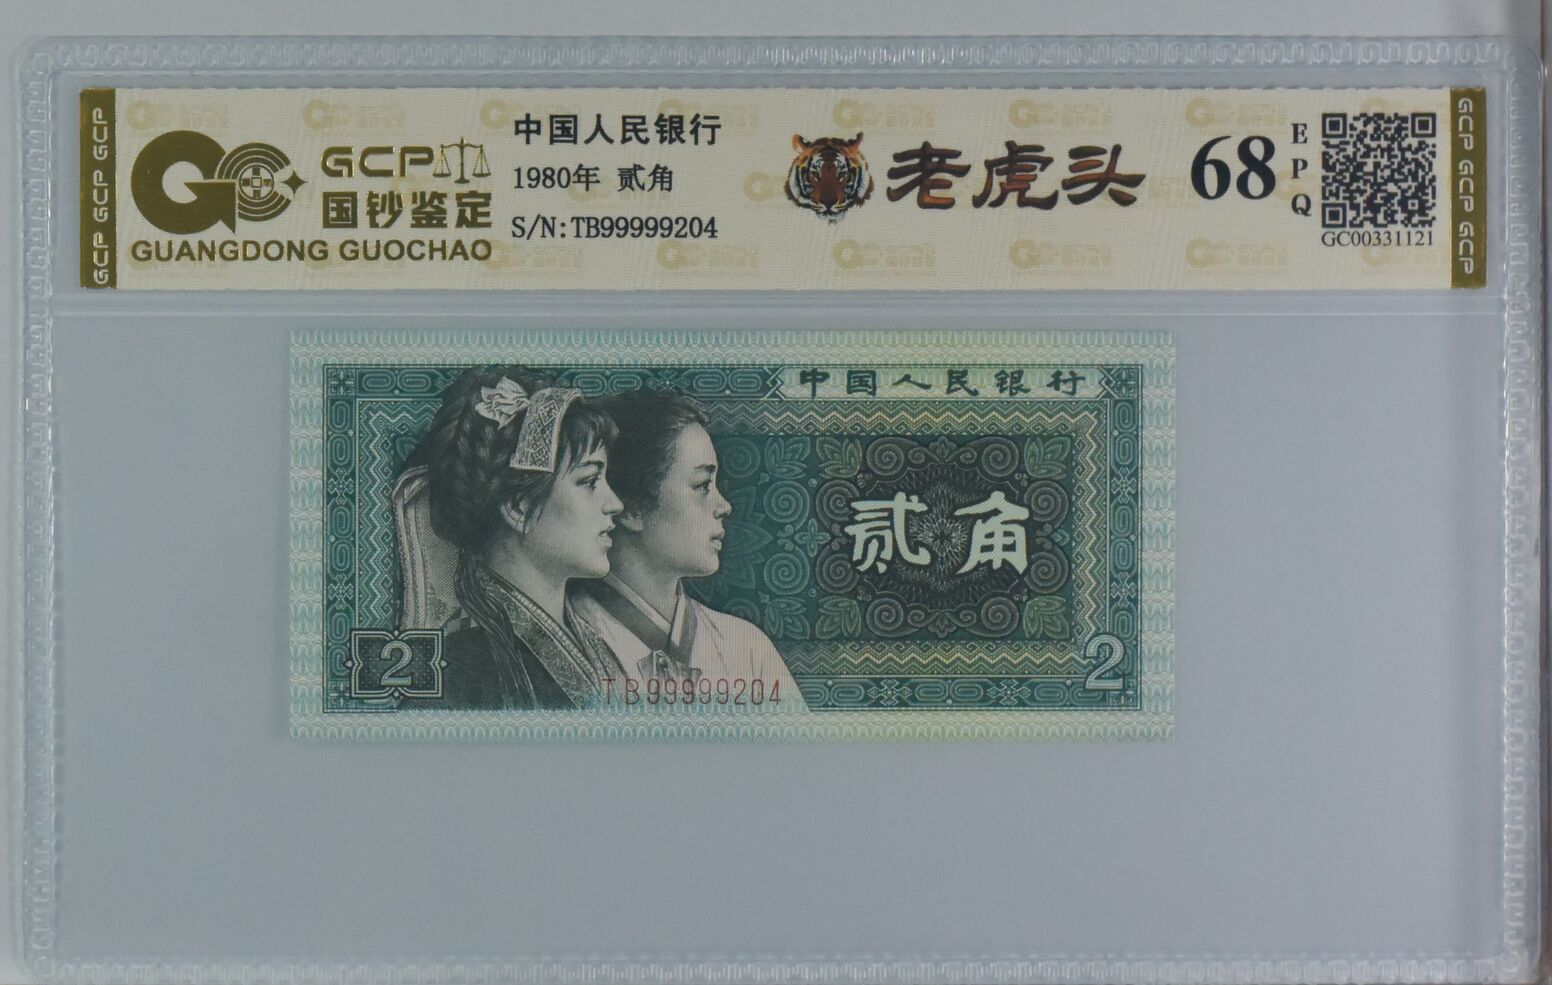 GCP GCP GCP
GCP
国钞鉴定
GUANGDONG GUOCHAO
中国人民银行
1980年 贰角
S/N:TB99999204
老虎头
68
EPQ
GC00331121
GCP GCP GCP
中国人民银行
贰角
2
2
TB99999204